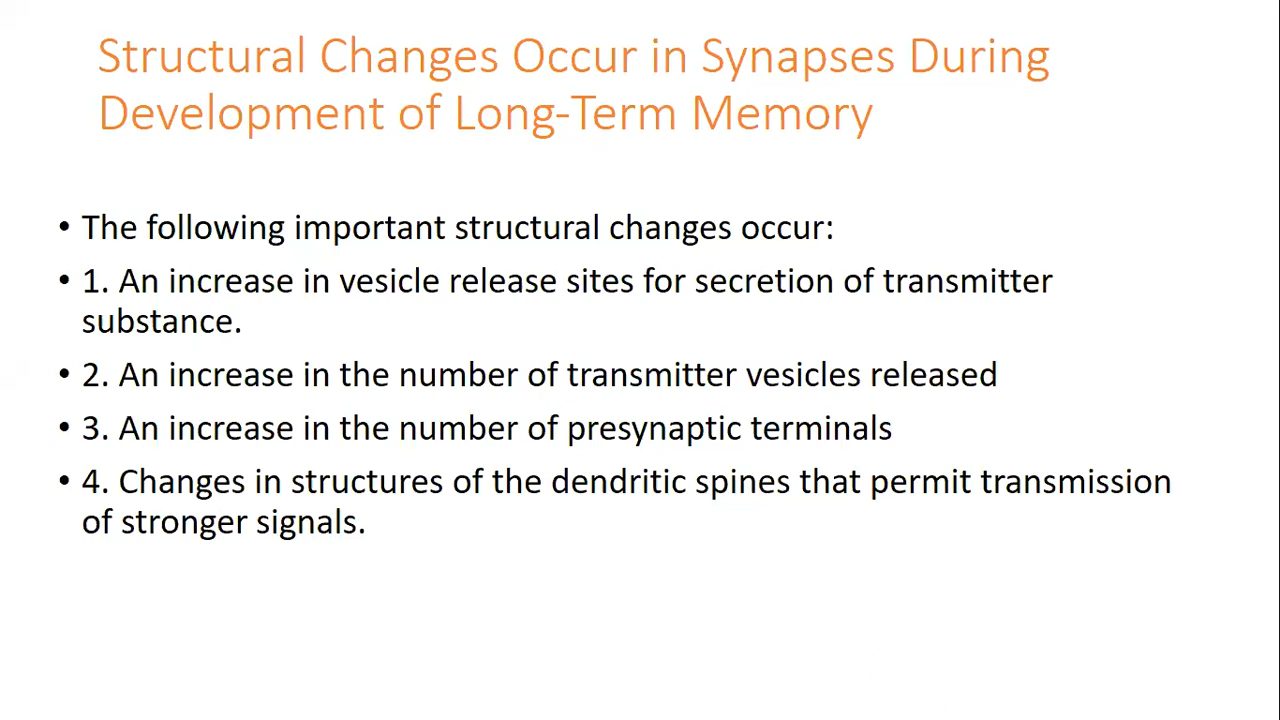 Structural Changes Occur in Synapses During
Development of Long-Term Memory
• The following important structural changes occur:
• 1. An increase in vesicle release sites for secretion of transmitter
substance.
• 2. An increase in the number of transmitter vesicles released
• 3. An increase in the number of presynaptic terminals
• 4. Changes in structures of the dendritic spines that permit transmission
of stronger signals.